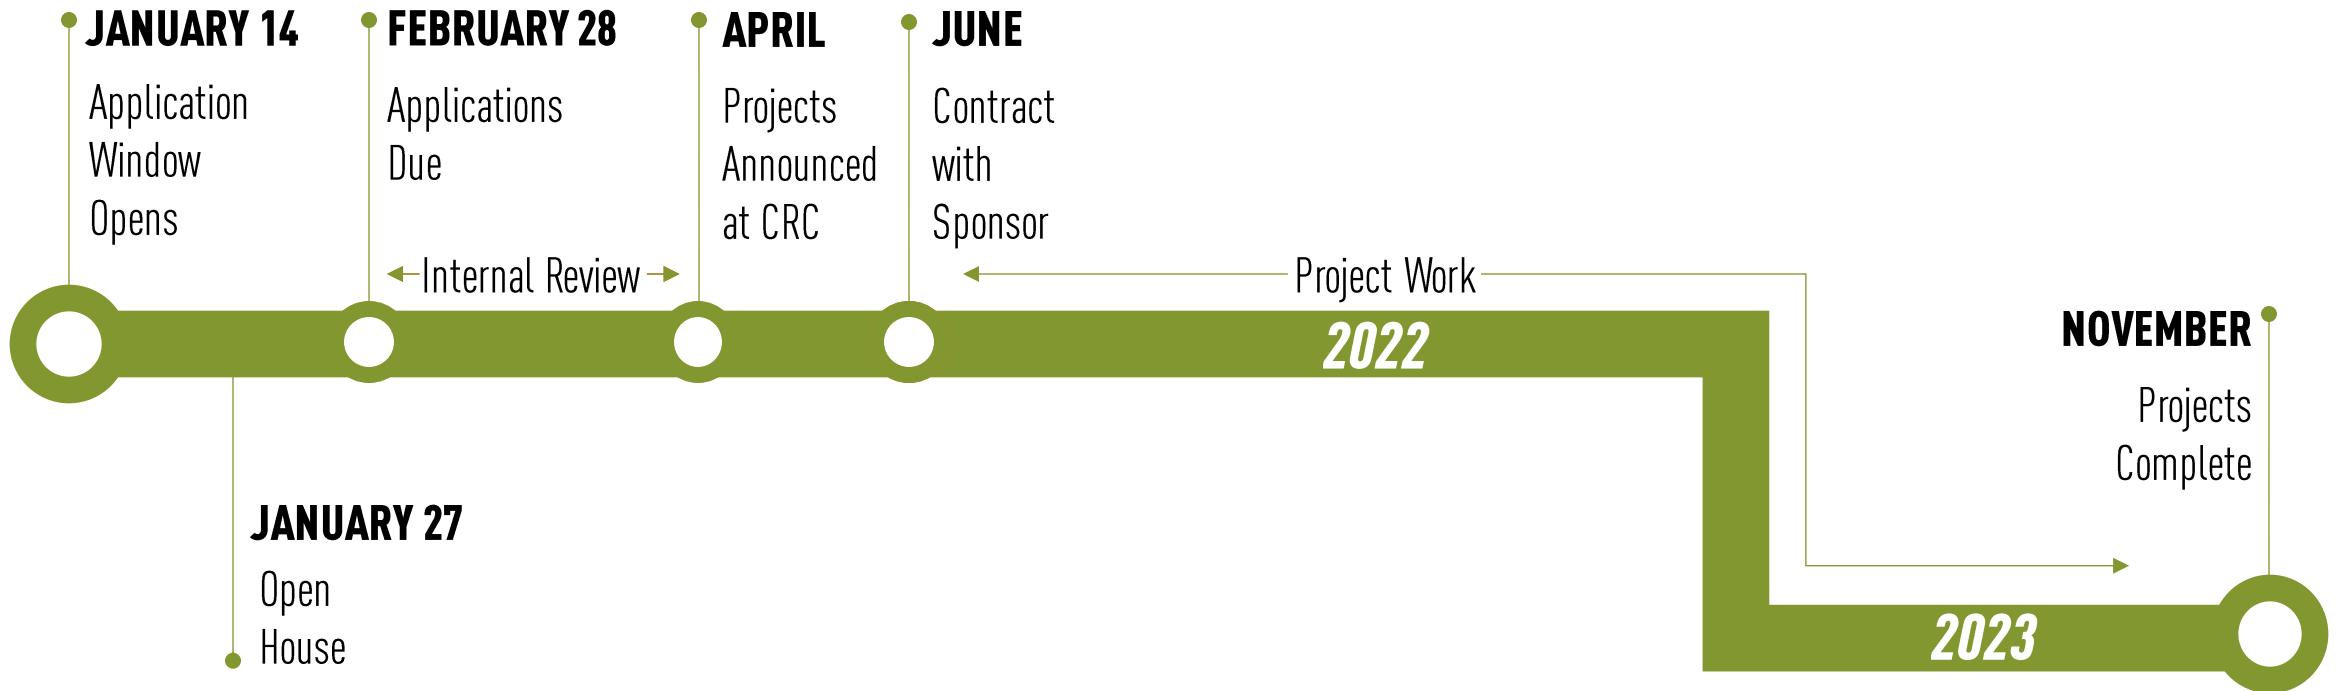 JANUARY 14
Application
Window
Opens
FEBRUARY 28
Applications
Due
APRIL
Projects
Announced
at CRC
JUNE
Contract
with
Sponsor
Internal Review
Project Work
2022
JANUARY 27
Open
House
NOVEMBER
Projects
Complete
2023